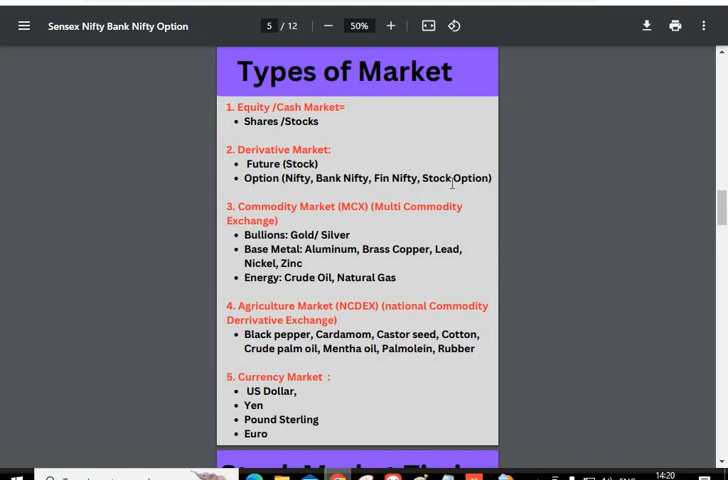 Sensex Nifty Bank Nifty Option
5 / 12
50%
Types of Market
1. Equity /Cash Market=
Shares /Stocks
2. Derivative Market:
Future (Stock)
Option (Nifty, Bank Nifty, Fin Nifty, Stock Option)
3. Commodity Market (MCX) (Multi Commodity
Exchange)
Bullions: Gold/ Silver
Base Metal: Aluminum, Brass Copper, Lead,
Nickel, Zinc
Energy: Crude Oil, Natural Gas
4. Agriculture Market (NCDEX) (national Commodity
Derrivative Exchange)
Black pepper, Cardamom, Castor seed, Cotton,
Crude palm oil, Mentha oil, Palmolein, Rubber
5. Currency Market :
US Dollar,
Yen
Pound Sterling
Euro
14:20